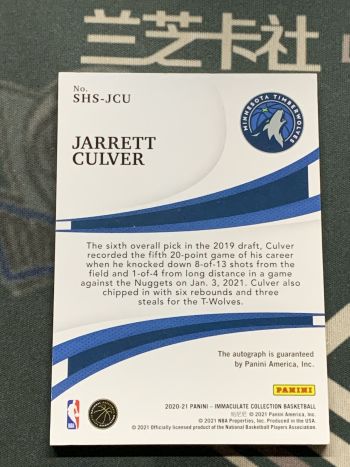 兰芝卡社
No.
SHS-JCU
MINNESOTA TIMBERWOLVES
JARRETT
CULVER
The sixth overall pick in the 2019 draft, Culver
recorded the fifth 20-point game of his career
when he knocked down 8-of-13 shots from the
field and 1-of-4 from long distance in a game
against the Nuggets on Jan. 3, 2021. Culver also
chipped in with six rebounds and three
steals for the T-Wolves.
The autograph is guaranteed
by Panini America, Inc.
PANINI
2020-21 PANINI – IMMACULATE COLLECTION BASKETBALL
© 2021 Panini America, Inc.
© 2021 NBA Properties, Inc. Produced in the USA.
© 2021 Officially licensed product of the National Basketball Players Association.
NBA